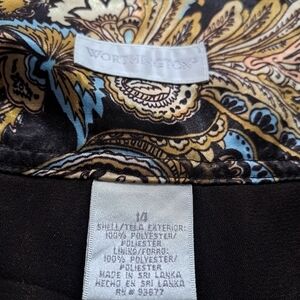 WORTHINGTON
14
SHELL/TELA EXTERIOR:
100% POLYESTER/
POLIESTER
LINING/FORRO:
100% POLYESTER/
POLIESTER
MADE IN SRI LANKA
HECHO EN SRI LANKA
RN # 93677